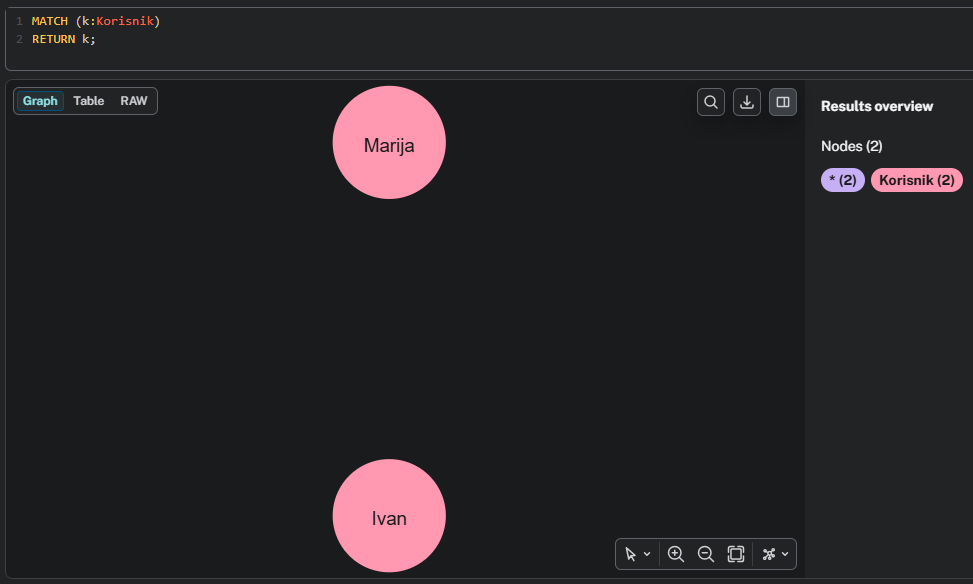 1 MATCH (k:Korisnik)
2 RETURN k;
Graph Table RAW
Results overview
Nodes (2)
* (2) Korisnik (2)
Marija
Ivan